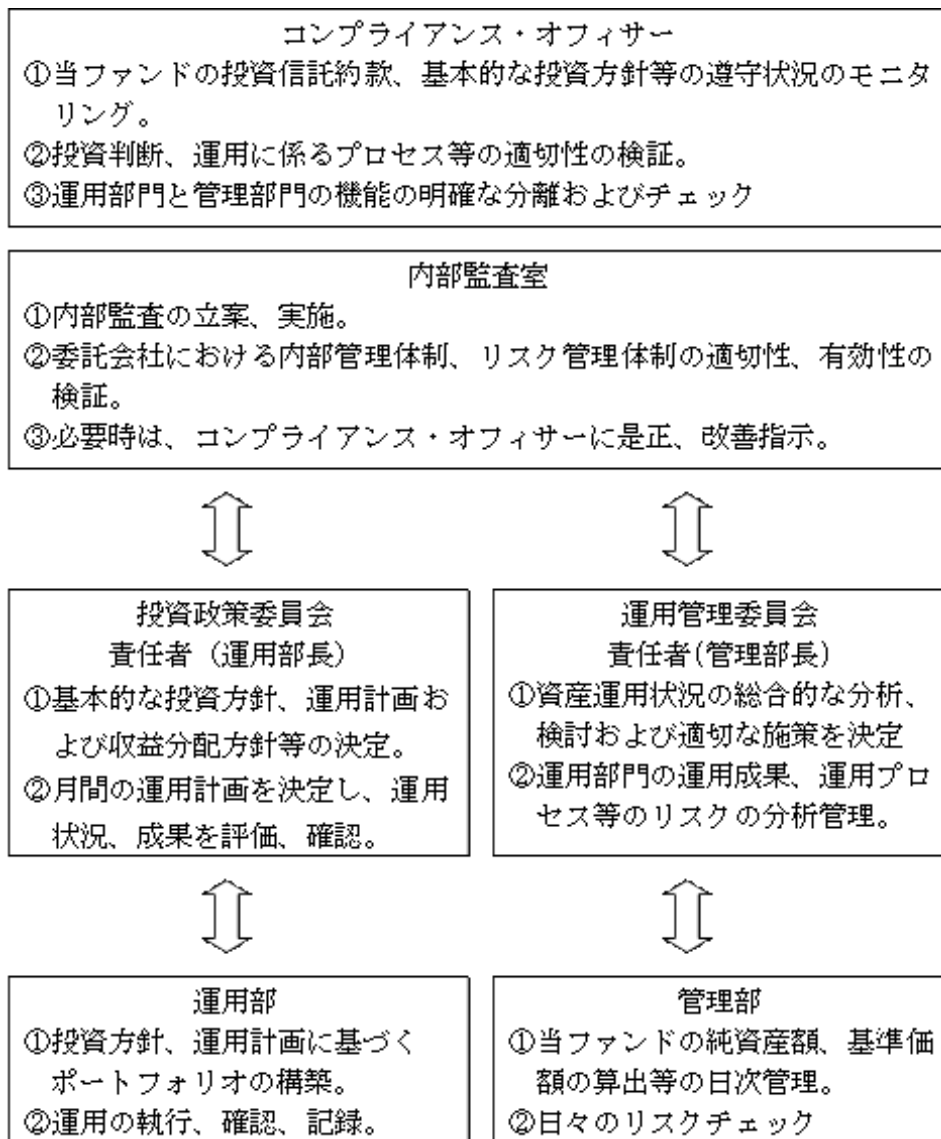 コンプライアンス・オフィサー
①当ファンドの投資信託約款、基本的な投資方針等の遵守状況のモニタ
リング。
②投資判断、運用に係るプロセス等の適切性の検証。
③運用部門と管理部門の機能の明確な分離およびチェック
内部監査室
①内部監査の立案、実施。
②委託会社における内部管理体制、リスク管理体制の適切性、有効性の
検証。
③必要時は、コンプライアンス・オフィサーに是正、改善指示。
投資政策委員会
責任者（運用部長）
①基本的な投資方針、運用計画お
よび収益分配方針等の決定。
②月間の運用計画を決定し、運用
状況、成果を評価、確認。
運用管理委員会
責任者(管理部長)
①資産運用状況の総合的な分析、
検討および適切な施策を決定
②運用部門の運用成果、運用プロ
セス等のリスクの分析管理。
運用部
①投資方針、運用計画に基づく
ポートフォリオの構築。
②運用の執行、確認、記録。
管理部
①当ファンドの純資産額、基準価
額の算出等の日次管理。
②日々のリスクチェック